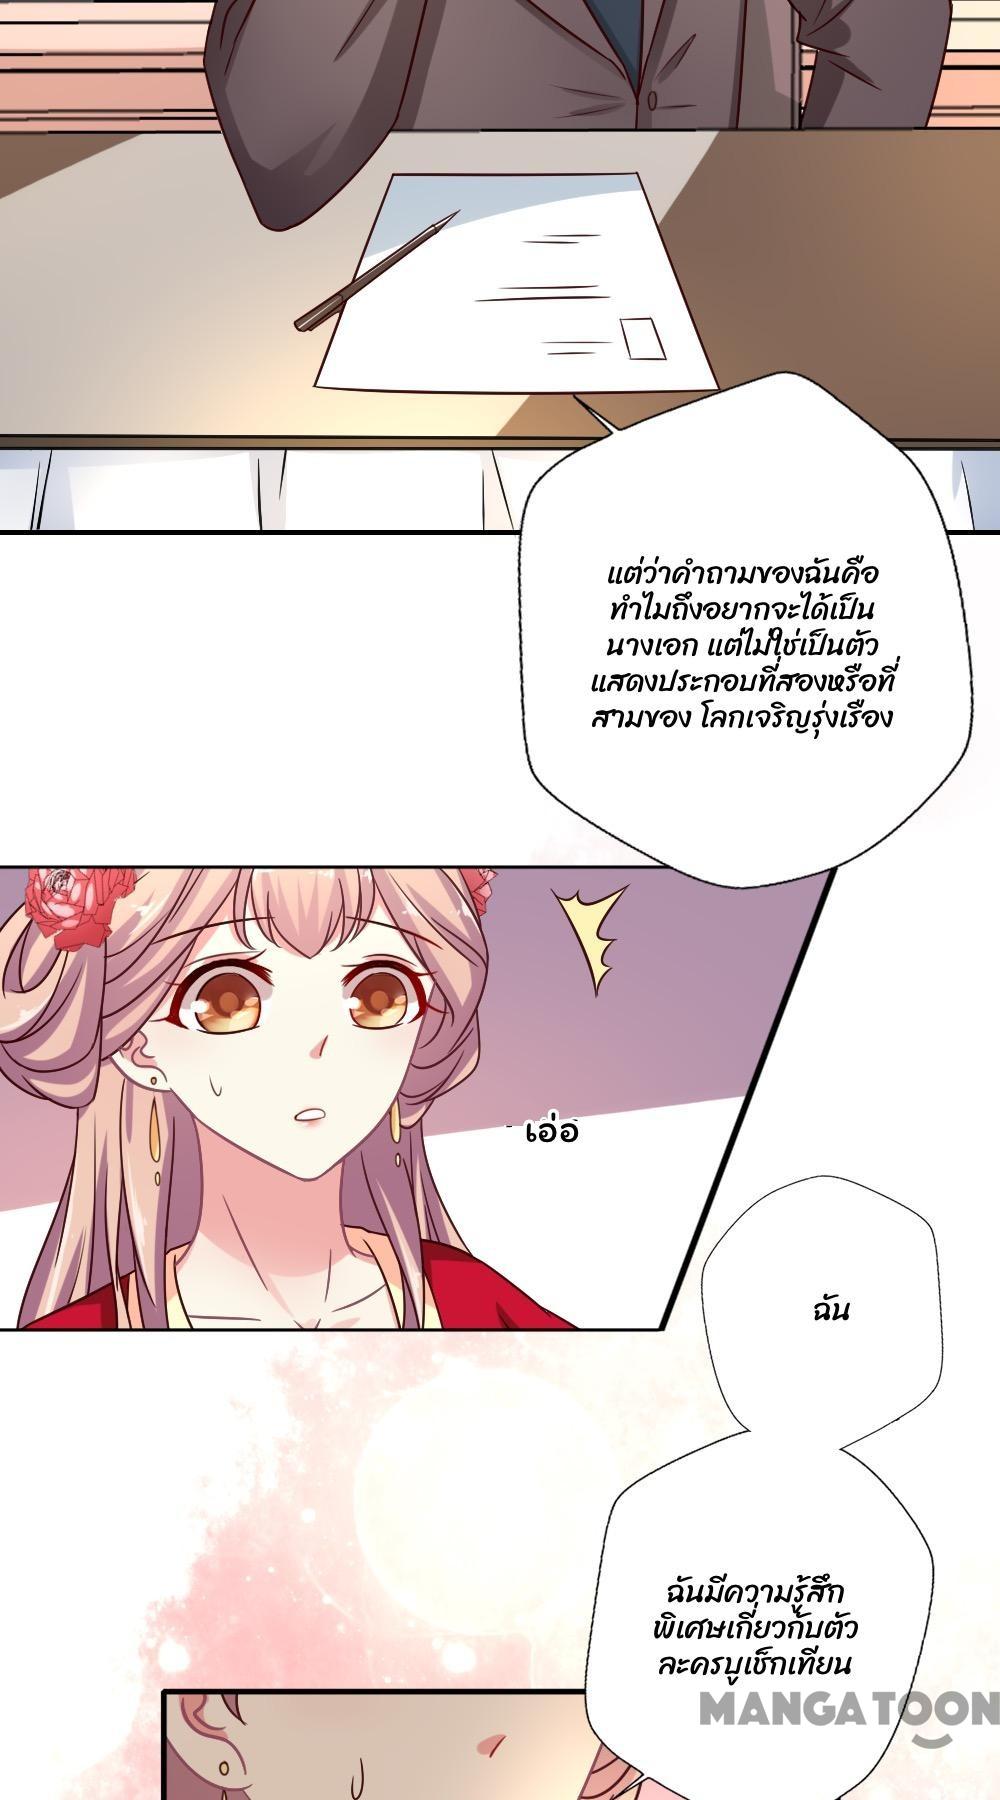 แต่ว่าคำถามของฉันคือ
ทำไมถึงอยากจะได้เป็น
นางเอก แต่ไม่ใช่เป็นตัว
แสดงประกอบที่สองหรือที่
สามของ โลกเจริญรุ่งเรือง
เอ่อ
ฉัน
ฉันมีความรู้สึก
พิเศษเกี่ยวกับตัว
ละครบูเช็กเทียน
MANGATOON